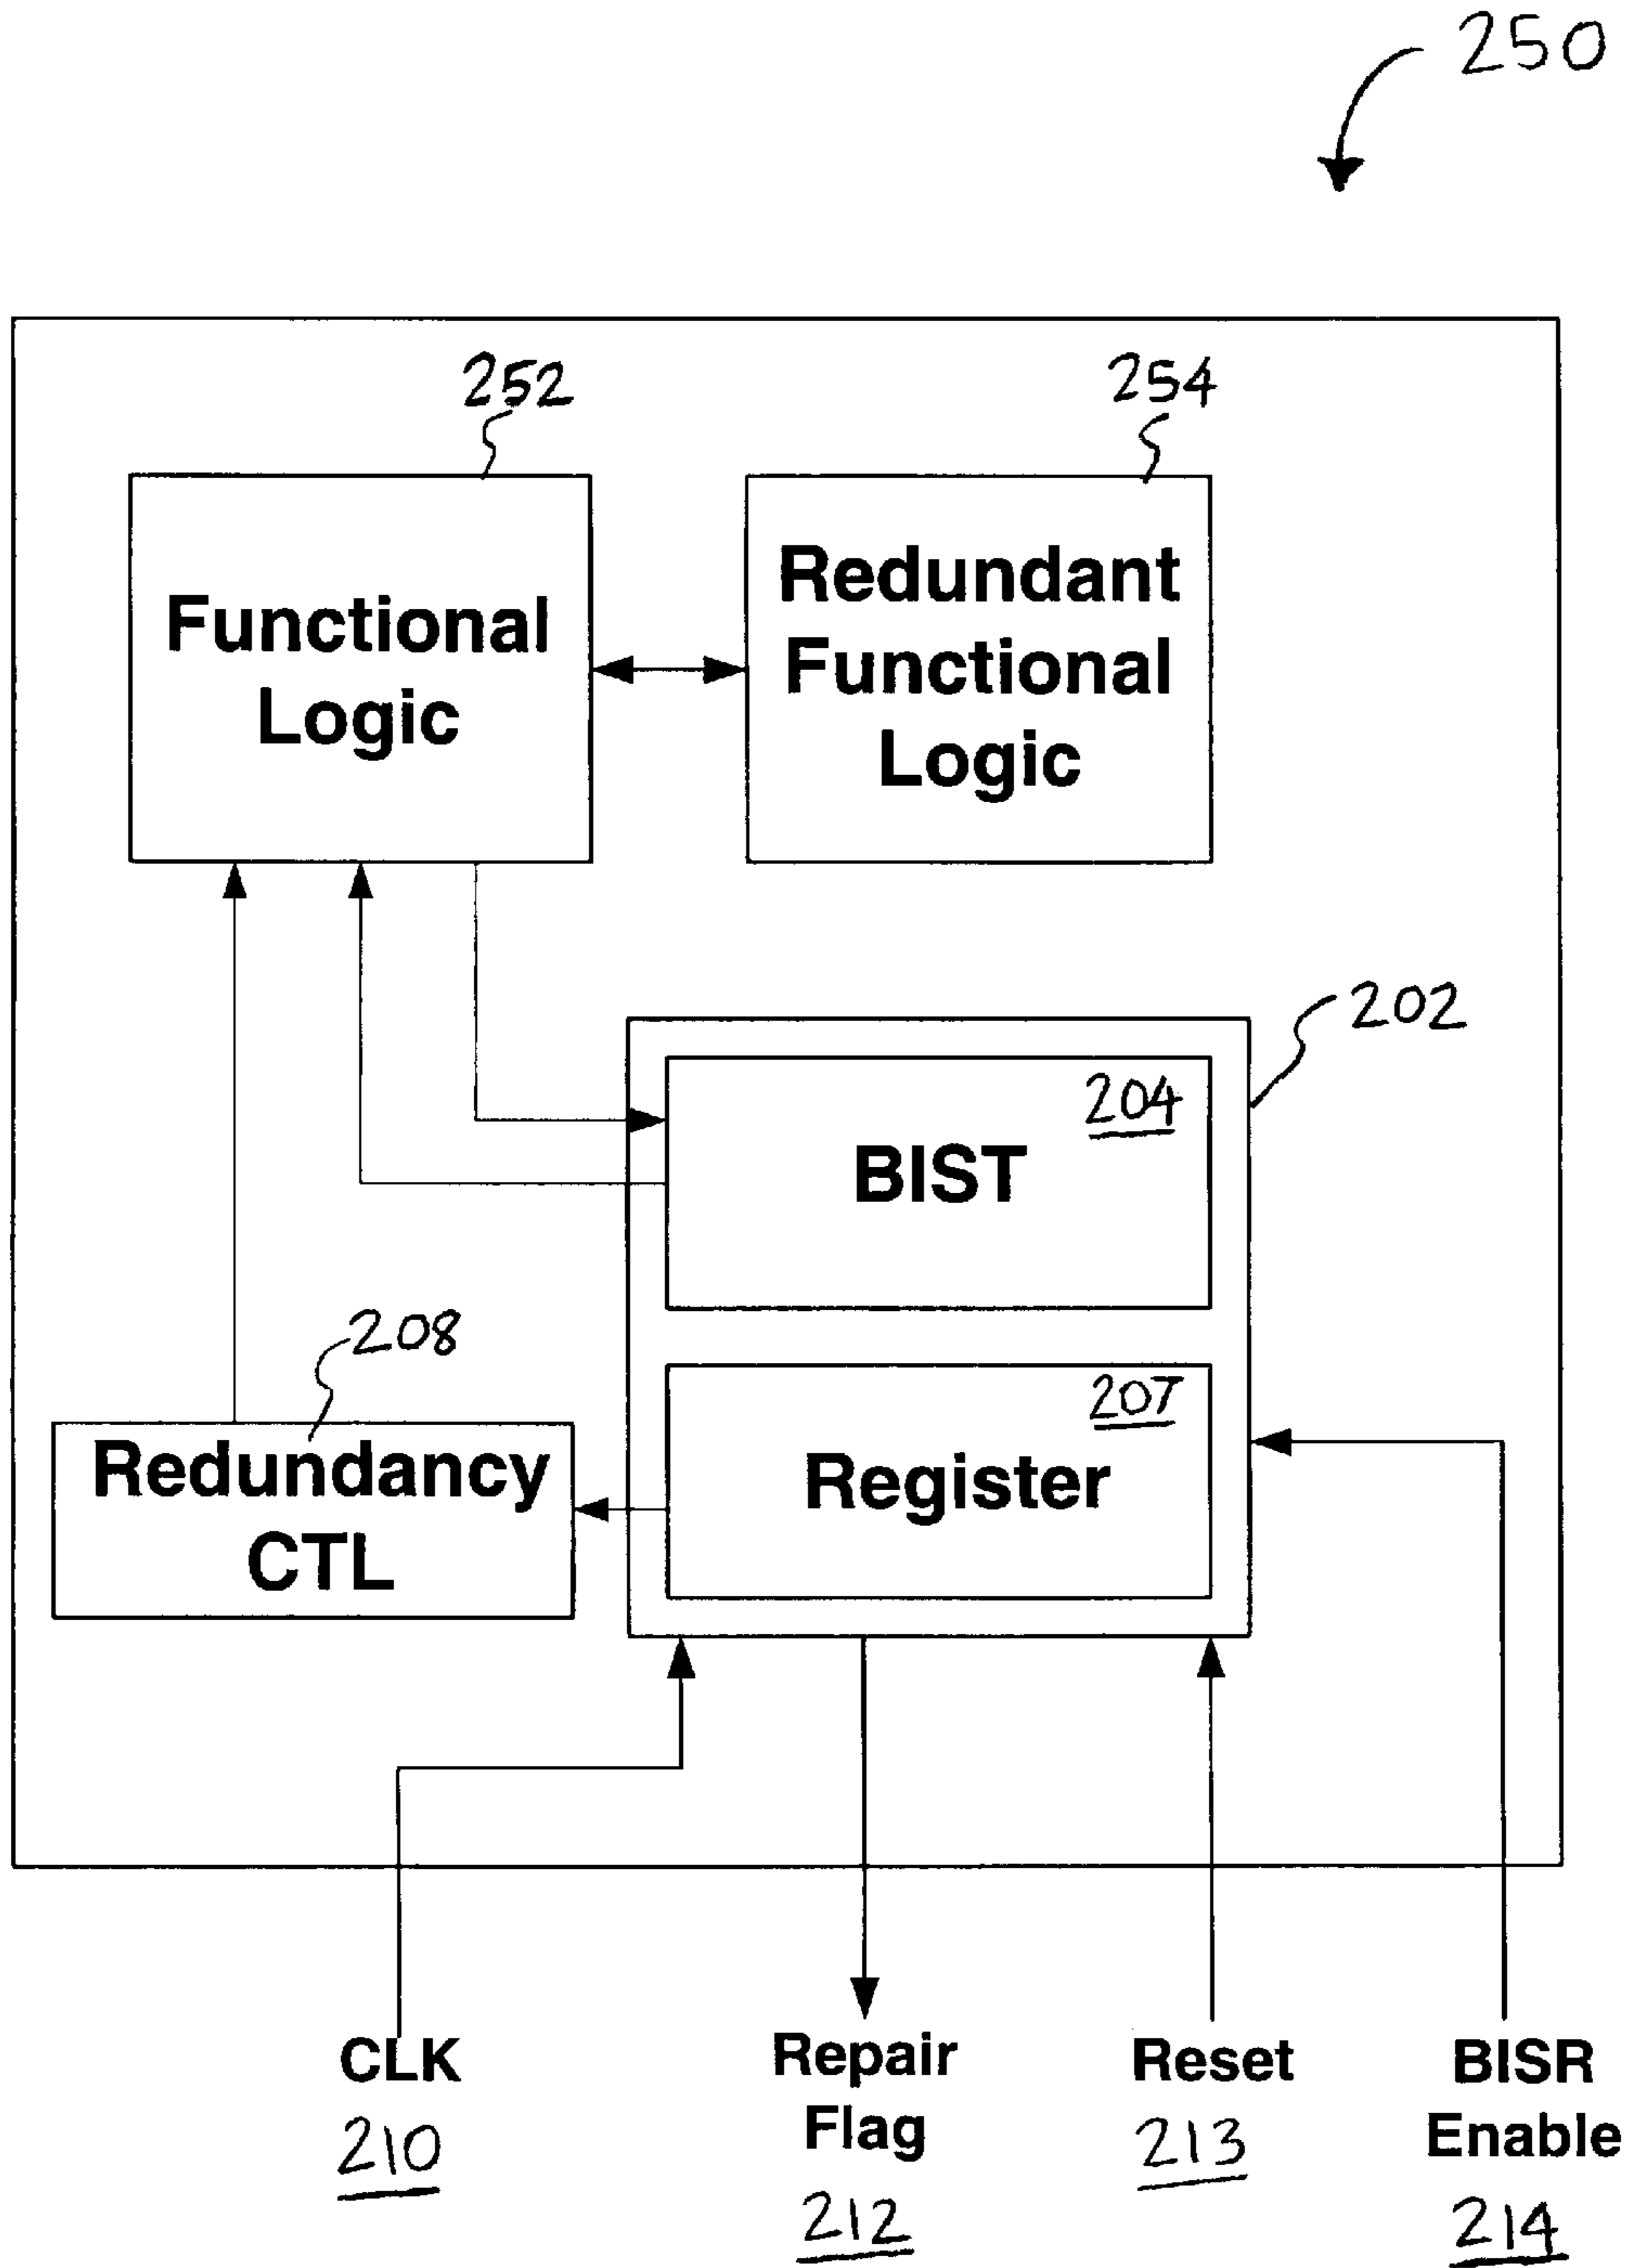 250
252
254
Functional
Logic
Redundant
Functional
Logic
202
204
BIST
208
207
Redundancy
CTL
Register
CLK
210
Repair
Flag
212
Reset
213
BISR
Enable
214